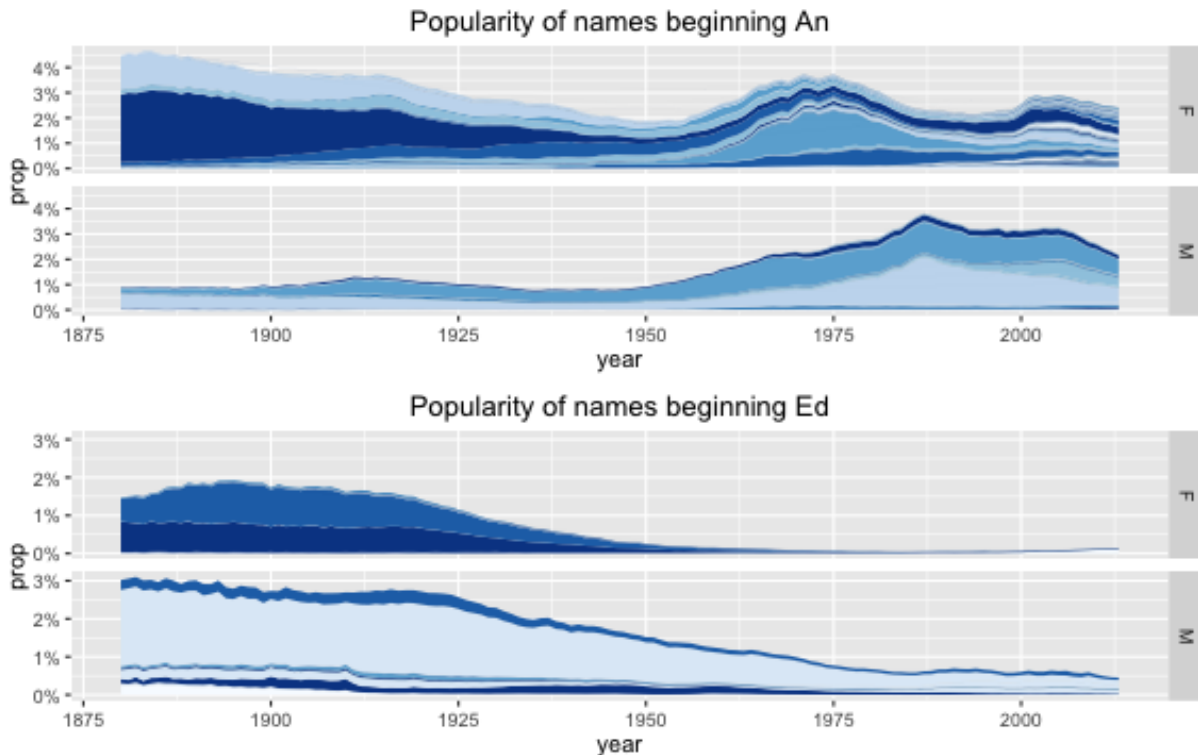 Popularity of names beginning An
4%
3%
2%
1%
0%
F
4%
3%
2%
1%
0%
M
prop
1875 1900 1925 1950 1975 2000
year
Popularity of names beginning Ed
3%
2%
1%
0%
F
3%
2%
1%
0%
M
prop
1875 1900 1925 1950 1975 2000
year